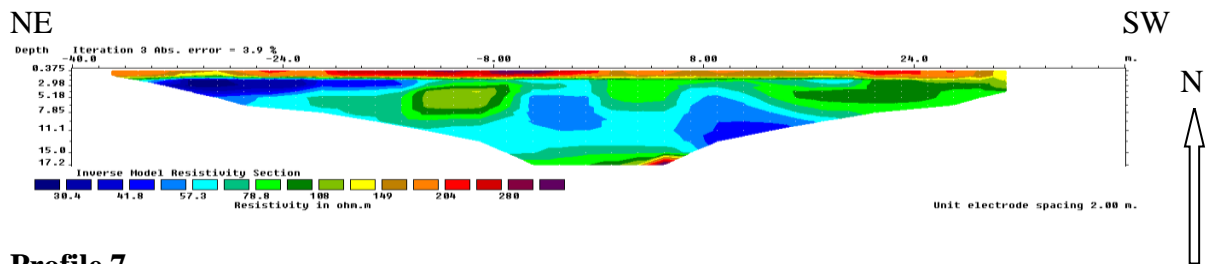 NE SW
Depth Iteration 3 Abs. error = 3.9 %
-40.0 -24.0 -8.00 8.00 24.0 m.
0.375
2.98
5.18
7.85
11.1
15.0
17.2
N
Inverse Model Resistivity Section
30.4 41.8 57.3 78.8 108 149 204 280
Resistivity in ohm.m
Unit electrode spacing 2.00 m.
Profile 7